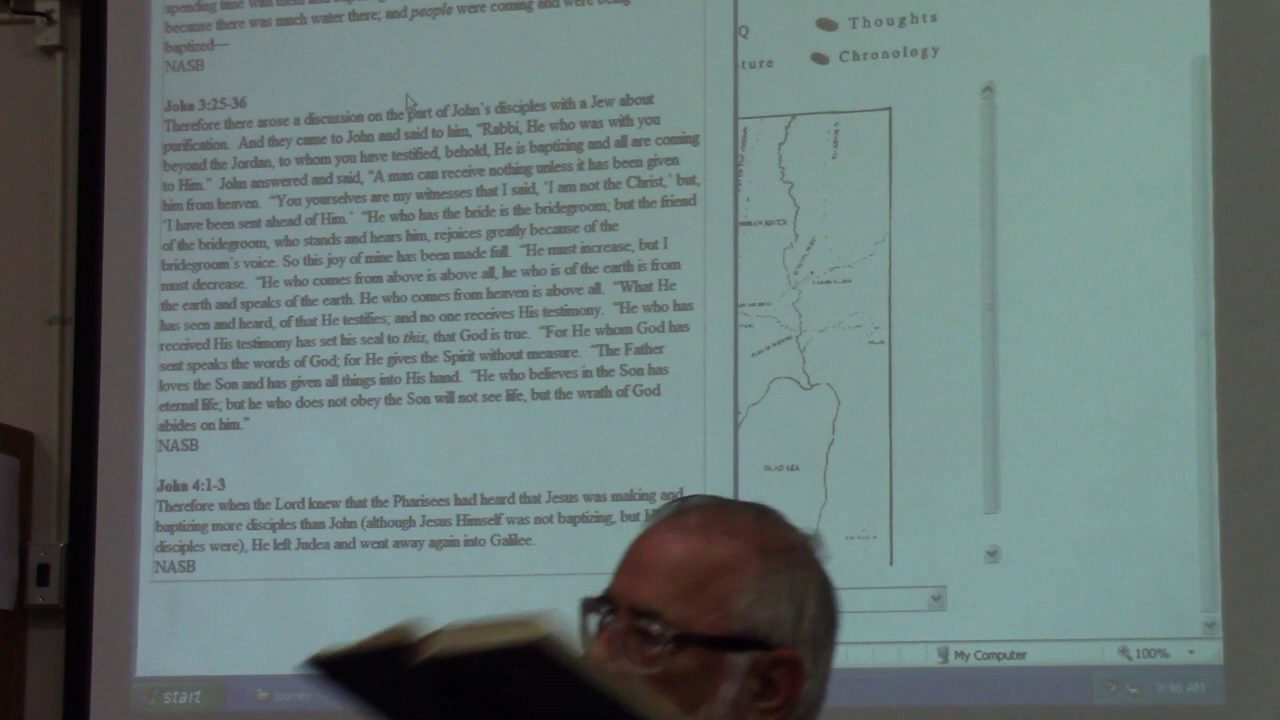 spending time with them and
because there was much water there; and people were coming and were being
baptized—
NASB
John 3:25-36
Therefore there arose a discussion on the part of John's disciples with a Jew about
purification. And they came to John and said to him, "Rabbi, He who was with you
beyond the Jordan, to whom you have testified, behold, He is baptizing and all are coming
to Him." John answered and said, "A man can receive nothing unless it has been given
him from heaven. "You yourselves are my witnesses that I said, 'I am not the Christ,' but,
'I have been sent ahead of Him.' "He who has the bride is the bridegroom; but the friend
of the bridegroom, who stands and hears him, rejoices greatly because of the
bridegroom's voice. So this joy of mine has been made full. "He must increase, but I
must decrease. "He who comes from above is above all, he who is of the earth is from
the earth and speaks of the earth. He who comes from heaven is above all. "What He
has seen and heard, of that He testifies; and no one receives His testimony. "He who has
received His testimony has set his seal to this, that God is true. "For He whom God has
sent speaks the words of God; for He gives the Spirit without measure. "The Father
loves the Son and has given all things into His hand. "He who believes in the Son has
eternal life; but he who does not obey the Son will not see life, but the wrath of God
abides on him."
NASB
John 4:1-3
Therefore when the Lord knew that the Pharisees had heard that Jesus was making and
baptizing more disciples than John (although Jesus Himself was not baptizing, but
disciples were), He left Judea and went away again into Galilee.
NASB
Q
Thoughts
ture
Chronology
DEAD SEA
My Computer
100%
start
journey
9:46 AM